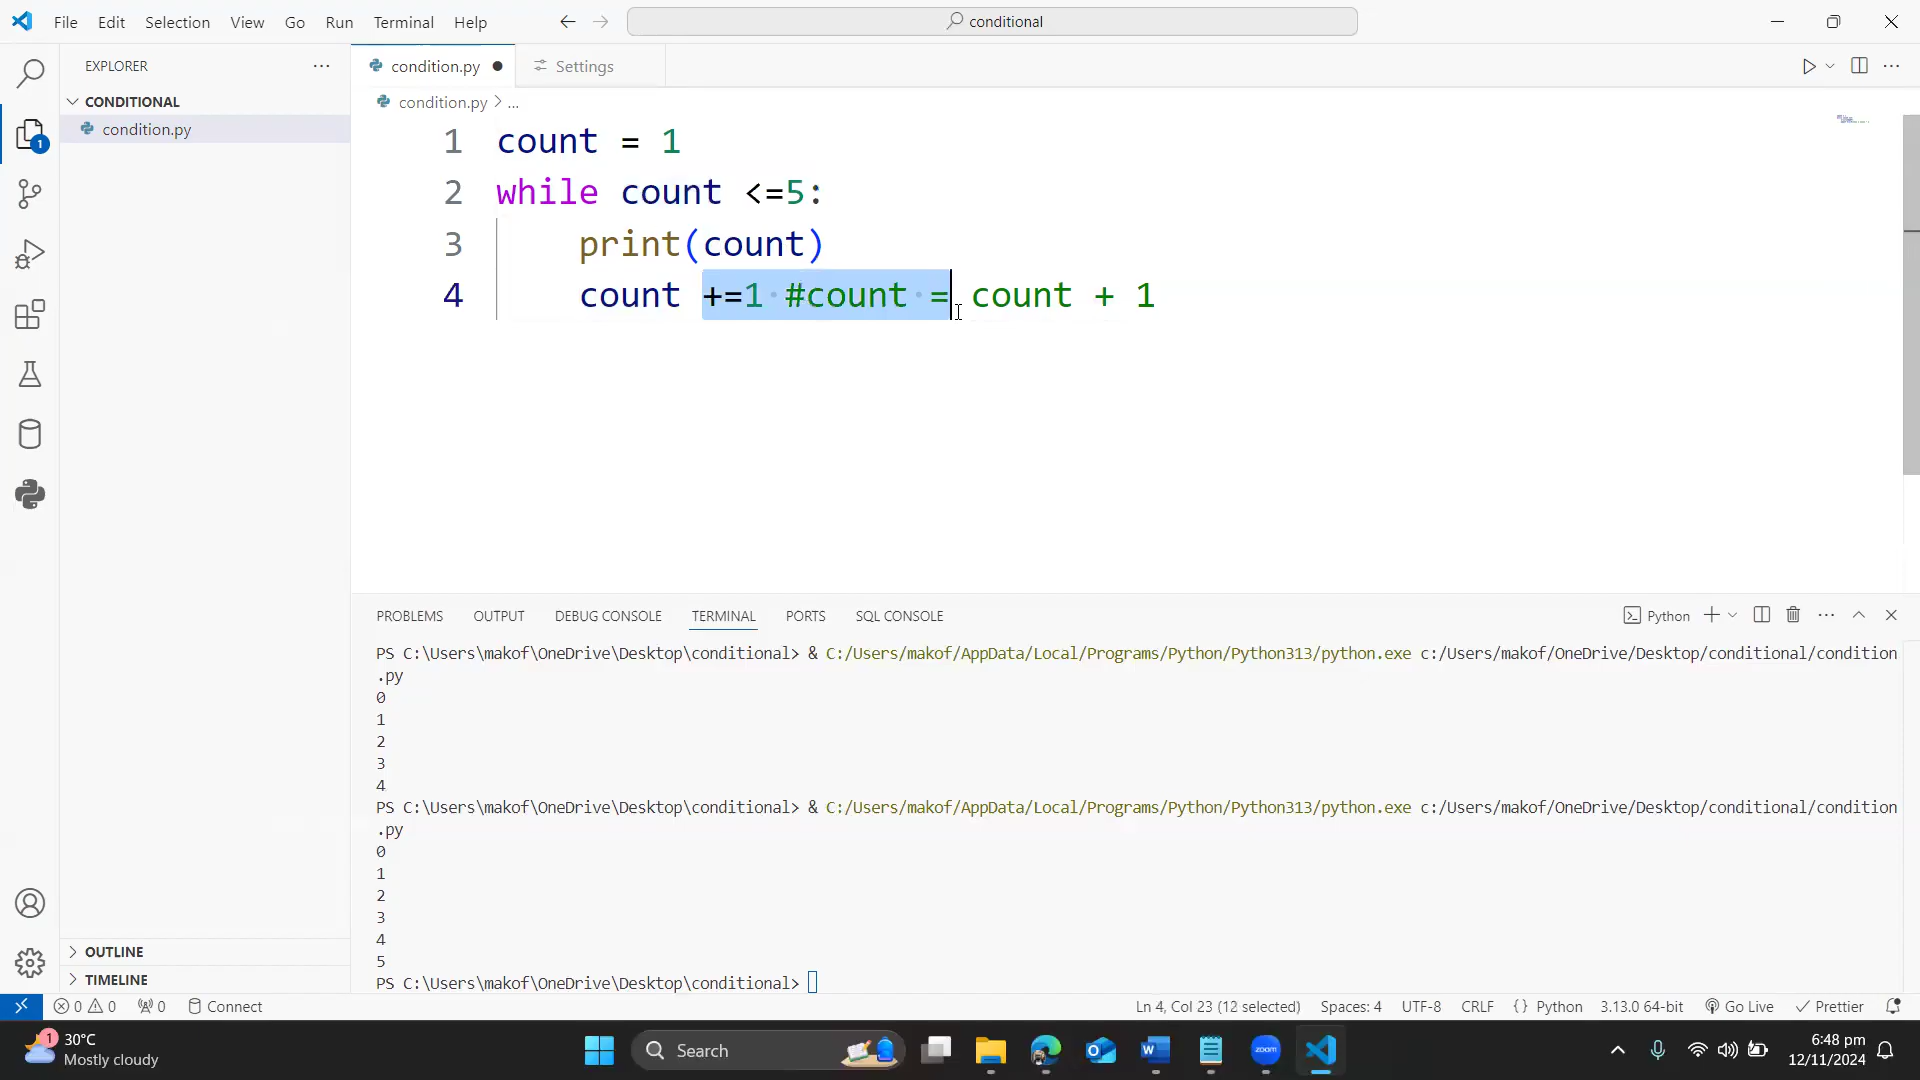 File Edit Selection View Go Run Terminal Help
conditional
EXPLORER
CONDITIONAL
condition.py
1
condition.py
Settings
condition.py > ...
1 count = 1
2 while count <=5:
3 print(count)
4 count +=1 #count = count + 1
PROBLEMS OUTPUT DEBUG CONSOLE TERMINAL PORTS SQL CONSOLE
Python
PS C:\Users\makof\OneDrive\Desktop\conditional> & C:/Users/makof/AppData/Local/Programs/Python/Python313/python.exe c:/Users/makof/OneDrive/Desktop/conditional/condition
.py
0
1
2
3
4
PS C:\Users\makof\OneDrive\Desktop\conditional> & C:/Users/makof/AppData/Local/Programs/Python/Python313/python.exe c:/Users/makof/OneDrive/Desktop/conditional/condition
.py
0
1
2
3
4
5
PS C:\Users\makof\OneDrive\Desktop\conditional>
OUTLINE
TIMELINE
0 0 0 Connect
Ln 4, Col 23 (12 selected) Spaces: 4 UTF-8 CRLF {} Python 3.13.0 64-bit Go Live Prettier
1
30°C
Mostly cloudy
Search
zoom
6:48 pm
12/11/2024